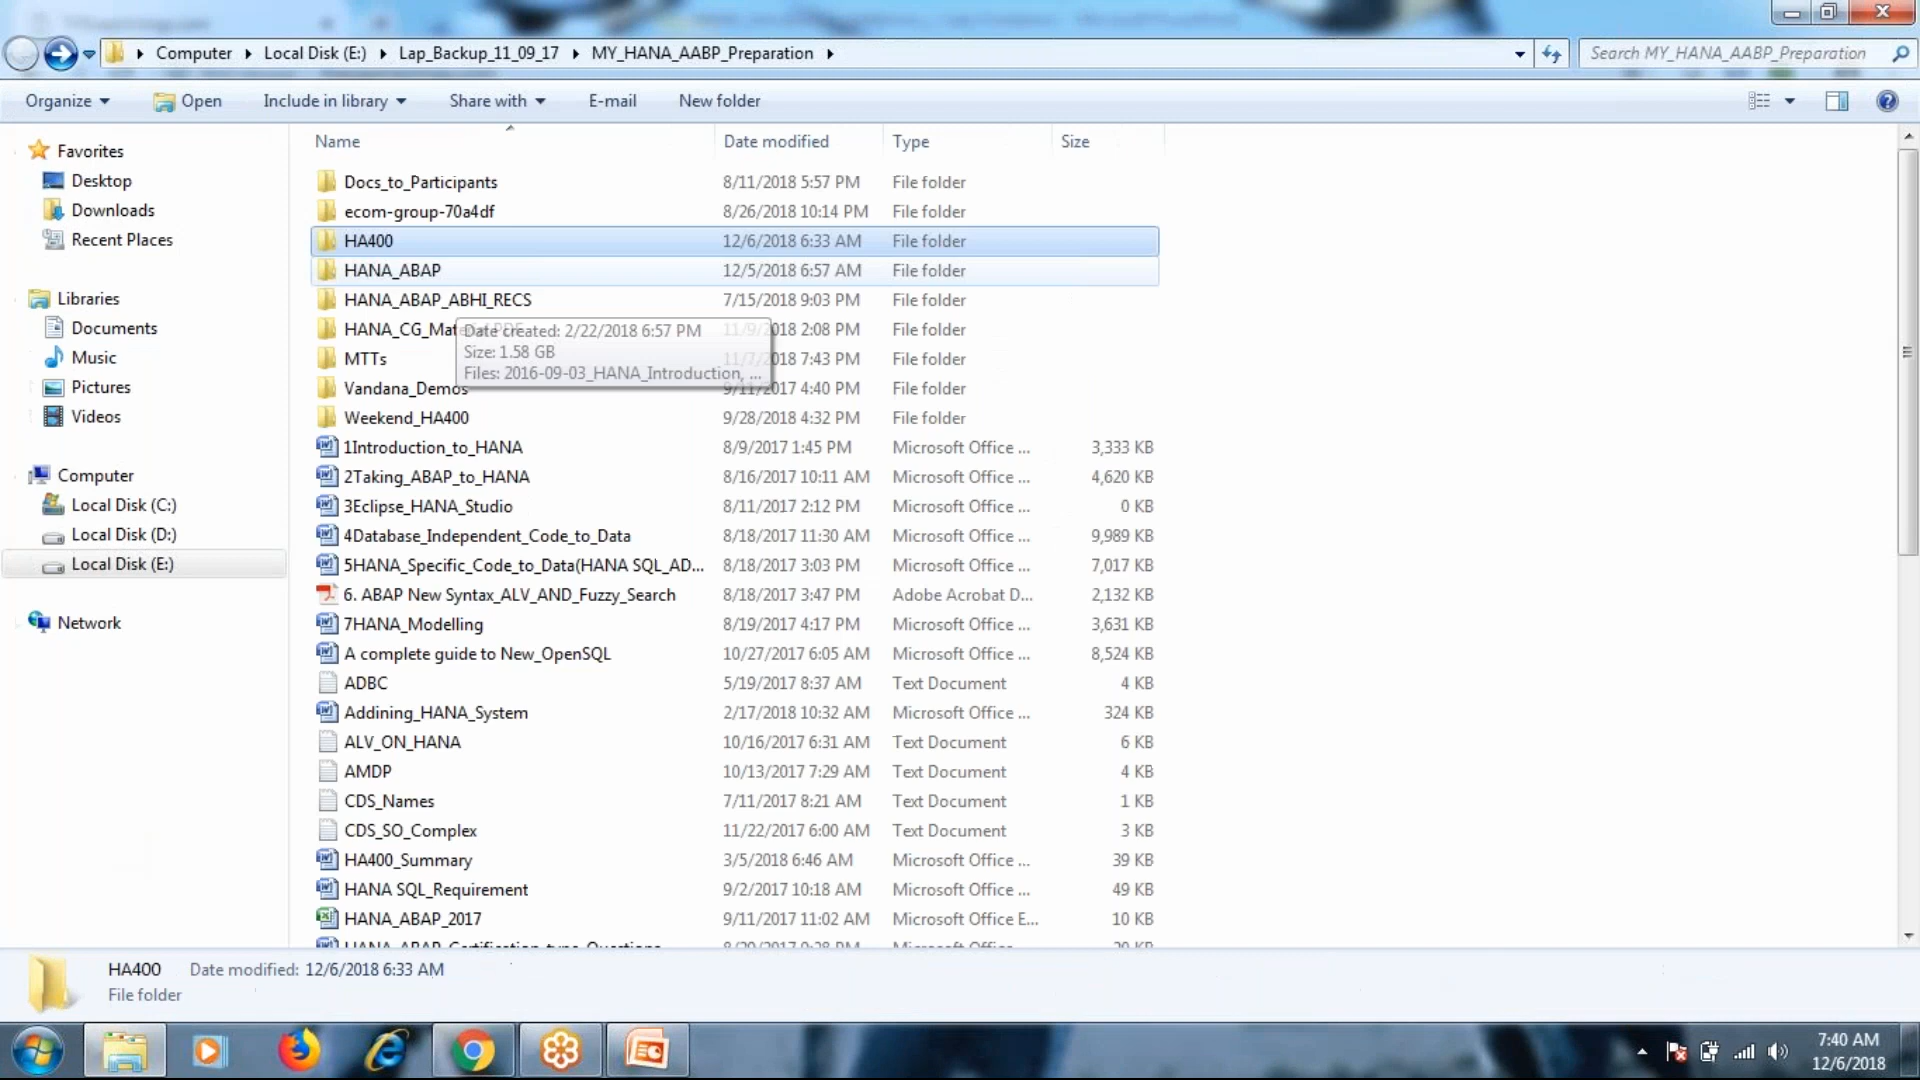 Computer Local Disk (E:) Lap_Backup_11_09_17 MY_HANA_AABP_Preparation Search MY_HANA_AABP_Preparation
Organize Open Include in library Share with E-mail New folder
Name Date modified Type Size
Favorites
Desktop
Downloads
Recent Places
Libraries
Documents
Music
Pictures
Videos
Computer
Local Disk (C:)
Local Disk (D:)
Local Disk (E:)
Network
Docs_to_Participants 8/11/2018 5:57 PM File folder
ecom-group-70a4df 8/26/2018 10:14 PM File folder
HA400 12/6/2018 6:33 AM File folder
HANA_ABAP 12/5/2018 6:57 AM File folder
HANA_ABAP_ABHI_RECS 7/15/2018 9:03 PM File folder
HANA_CG_Mat 11/9/2018 2:08 PM File folder
Date created: 2/22/2018 6:57 PM
Size: 1.58 GB
Files: 2016-09-03_HANA_Introduction, ...
MTTs 11/7/2018 7:43 PM File folder
Vandana_Demos 9/11/2017 4:40 PM File folder
Weekend_HA400 9/28/2018 4:32 PM File folder
1Introduction_to_HANA 8/9/2017 1:45 PM Microsoft Office ... 3,333 KB
2Taking_ABAP_to_HANA 8/16/2017 10:11 AM Microsoft Office ... 4,620 KB
3Eclipse_HANA_Studio 8/11/2017 2:12 PM Microsoft Office ... 0 KB
4Database_Independent_Code_to_Data 8/18/2017 11:30 AM Microsoft Office ... 9,989 KB
5HANA_Specific_Code_to_Data(HANA SQL_AD... 8/18/2017 3:03 PM Microsoft Office ... 7,017 KB
6. ABAP New Syntax_ALV_AND_Fuzzy_Search 8/18/2017 3:47 PM Adobe Acrobat D... 2,132 KB
7HANA_Modelling 8/19/2017 4:17 PM Microsoft Office ... 3,631 KB
A complete guide to New_OpenSQL 10/27/2017 6:05 AM Microsoft Office ... 8,524 KB
ADBC 5/19/2017 8:37 AM Text Document 4 KB
Addining_HANA_System 2/17/2018 10:32 AM Microsoft Office ... 324 KB
ALV_ON_HANA 10/16/2017 6:31 AM Text Document 6 KB
AMDP 10/13/2017 7:29 AM Text Document 4 KB
CDS_Names 7/11/2017 8:21 AM Text Document 1 KB
CDS_SO_Complex 11/22/2017 6:00 AM Text Document 3 KB
HA400_Summary 3/5/2018 6:46 AM Microsoft Office ... 39 KB
HANA SQL_Requirement 9/2/2017 10:18 AM Microsoft Office ... 49 KB
HANA_ABAP_2017 9/11/2017 11:02 AM Microsoft Office E... 10 KB
HANA_ABAP_Certification_type_Questions
HA400 Date modified: 12/6/2018 6:33 AM
File folder
7:40 AM
12/6/2018